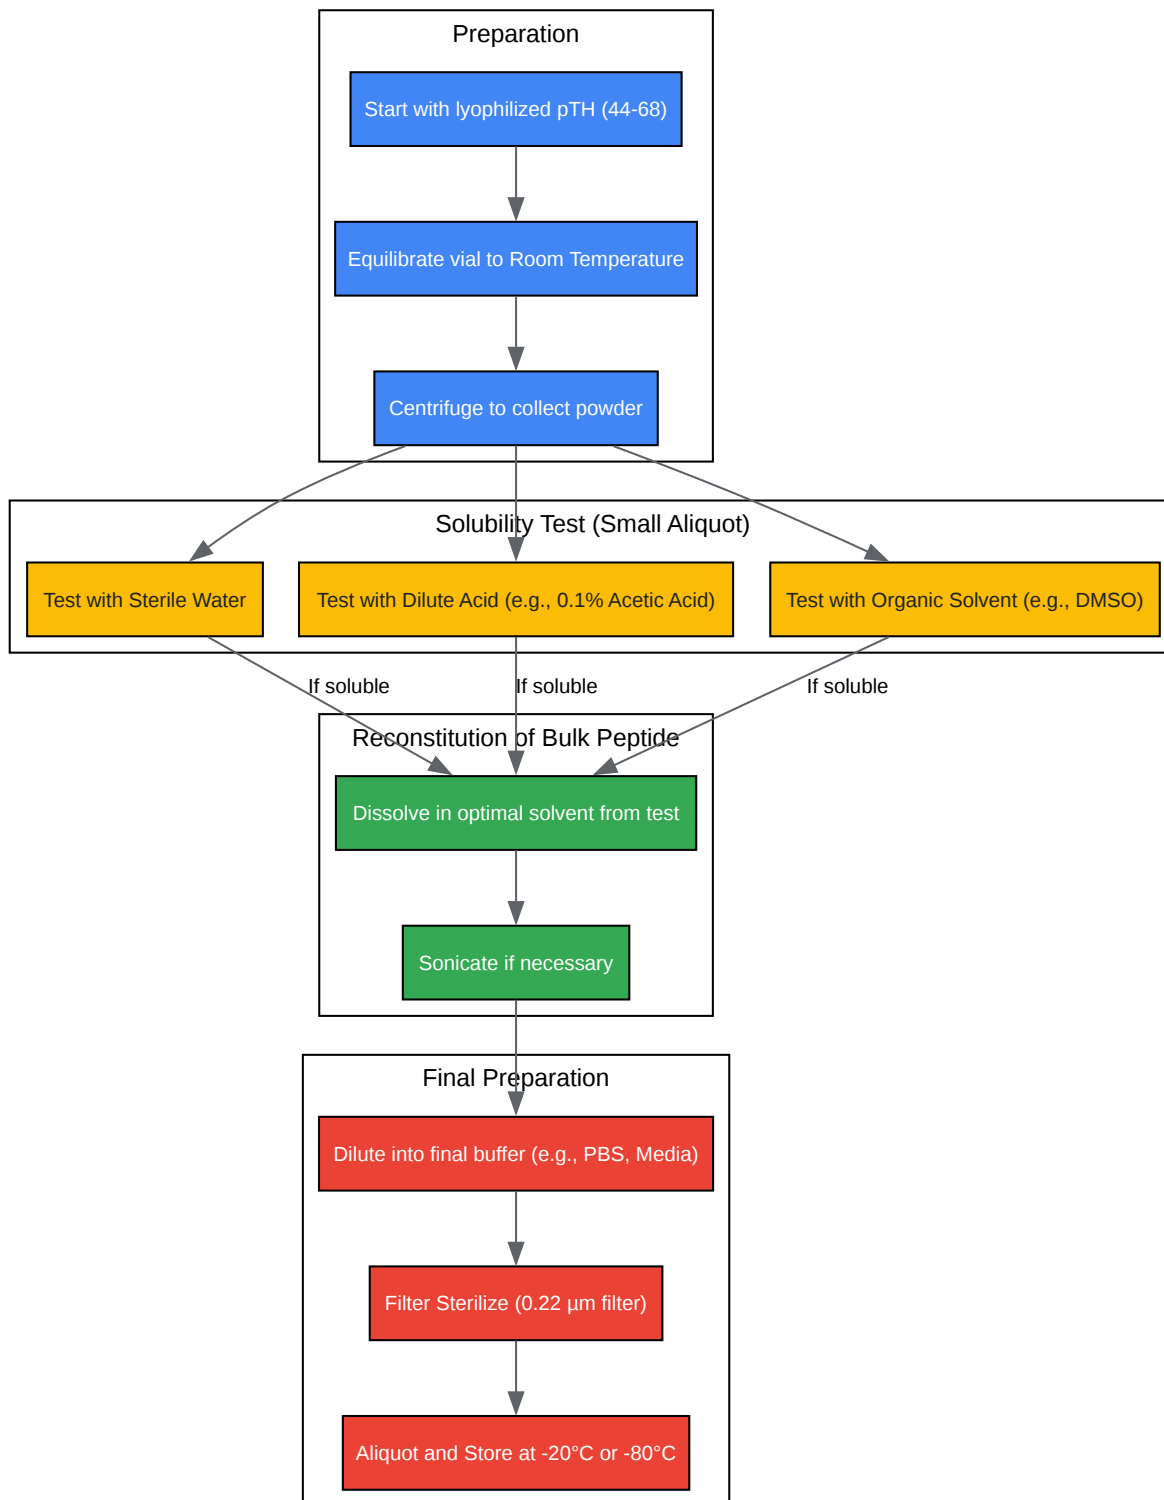 Preparation
Start with lyophilized pTH (44-68)
Equilibrate vial to Room Temperature
Centrifuge to collect powder
Solubility Test (Small Aliquot)
Test with Sterile Water
Test with Dilute Acid (e.g., 0.1% Acetic Acid)
Test with Organic Solvent (e.g., DMSO)
If soluble
If soluble
If soluble
Reconstitution of Bulk Peptide
Dissolve in optimal solvent from test
Sonicate if necessary
Final Preparation
Dilute into final buffer (e.g., PBS, Media)
Filter Sterilize (0.22 µm filter)
Aliquot and Store at -20°C or -80°C